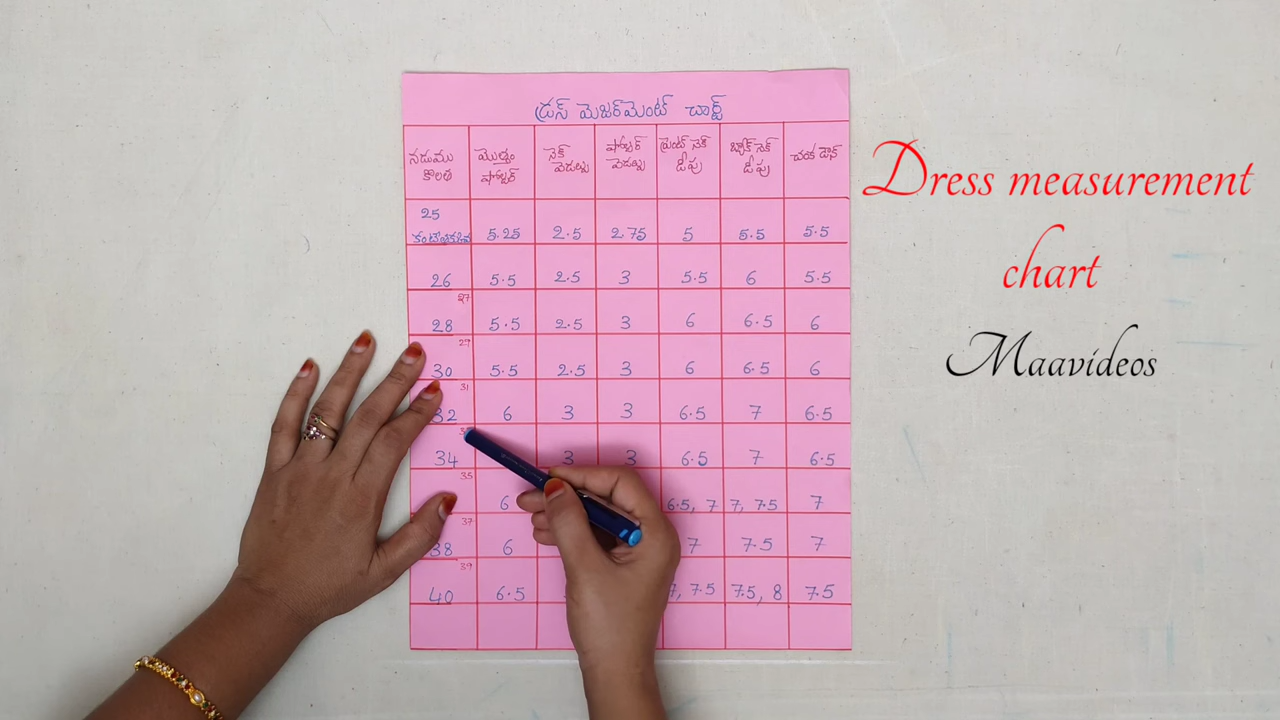 డ్రస్ మెజర్‌మెంట్ చార్ట్
నడుము కొలత మొత్తం షోల్డర్ నెక్ వెడల్పు షోల్డర్ వెడల్పు ఫ్రంట్ నెక్ డీపు బ్యాక్ నెక్ డీపు చంక డౌన్
25 5.25 2.5 2.75 5 5.5 5.5
26 5.5 2.5 3 5.5 6 5.5
27
28 5.5 2.5 3 6 6.5 6
29
30 5.5 2.5 3 6 6.5 6
31
32 6 3 3 6.5 7 6.5
34 3 3 6.5 7 6.5
35
6 6.5, 7 7, 7.5 7
37
38 6 7 7.5 7
39
40 6.5 7, 7.5 7.5, 8 7.5
Dress measurement
chart
Maavideos